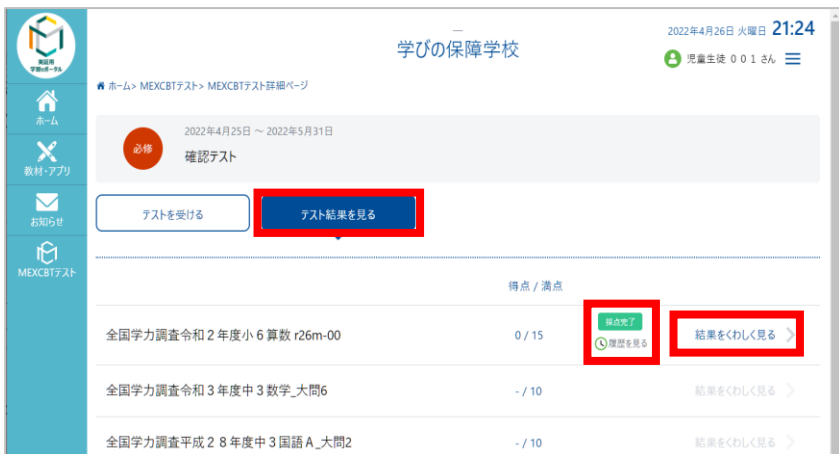 実証用
学習eポータル
ホーム
教材・アプリ
お知らせ
MEXCBTテスト
学びの保障学校
2022年4月26日 火曜日 21:24
児童生徒 ００１さん
ホーム> MEXCBTテスト> MEXCBTテスト詳細ページ
必修
2022年4月25日 ～ 2022年5月31日
確認テスト
テストを受ける
テスト結果を見る
得点 / 満点
全国学力調査令和２年度小６算数 r26m-00
0 / 15
採点完了
履歴を見る
結果をくわしく見る
全国学力調査令和３年度中３数学_大問6
- / 10
結果をくわしく見る
全国学力調査平成２８年度中３国語Ａ_大問2
- / 10
結果をくわしく見る